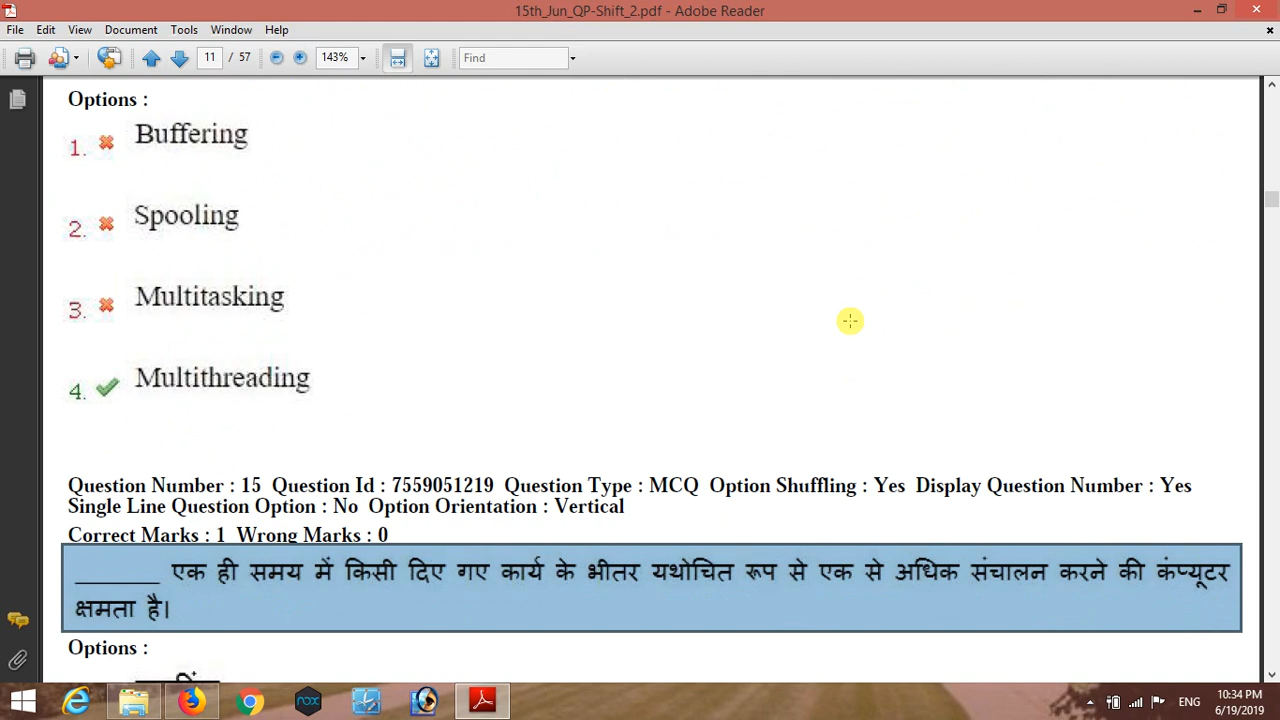 15th_Jun_QP-Shift_2.pdf - Adobe Reader
File Edit View Document Tools Window Help
11 / 57 143% Find
Options :
1. Buffering
2. Spooling
3. Multitasking
4. Multithreading
Question Number : 15 Question Id : 7559051219 Question Type : MCQ Option Shuffling : Yes Display Question Number : Yes
Single Line Question Option : No Option Orientation : Vertical
Correct Marks : 1 Wrong Marks : 0
_______ एक ही समय में किसी दिए गए कार्य के भीतर यथोचित रूप से एक से अधिक संचालन करने की कंप्यूटर
क्षमता है।
Options :
nox ENG 10:34 PM
6/19/2019